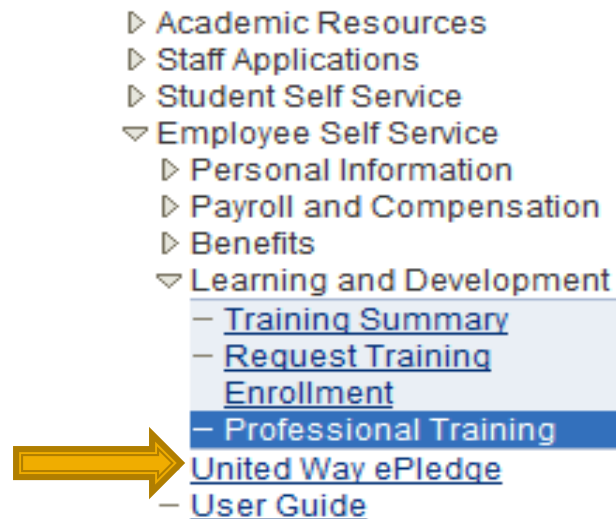 Academic Resources
Staff Applications
Student Self Service
Employee Self Service
Personal Information
Payroll and Compensation
Benefits
Learning and Development
– Training Summary
– Request Training
Enrollment
– Professional Training
United Way ePledge
– User Guide